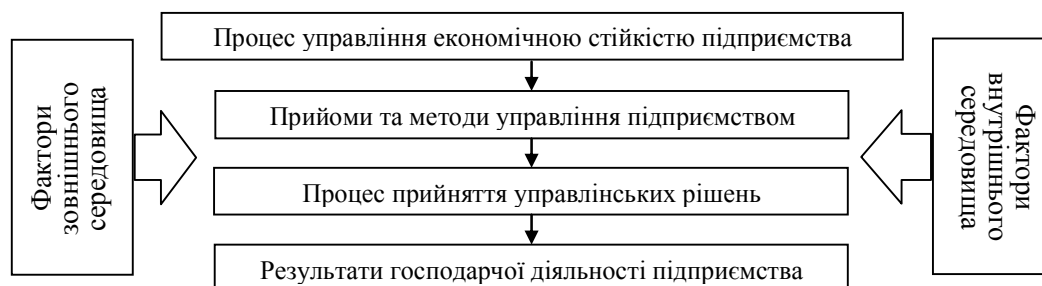 Процес управління економічною стійкістю підприємства
Фактори
зовнішнього
середовища
Прийоми та методи управління підприємством
Процес прийняття управлінських рішень
Результати господарчої діяльності підприємства
Фактори
внутрішнього
середовища